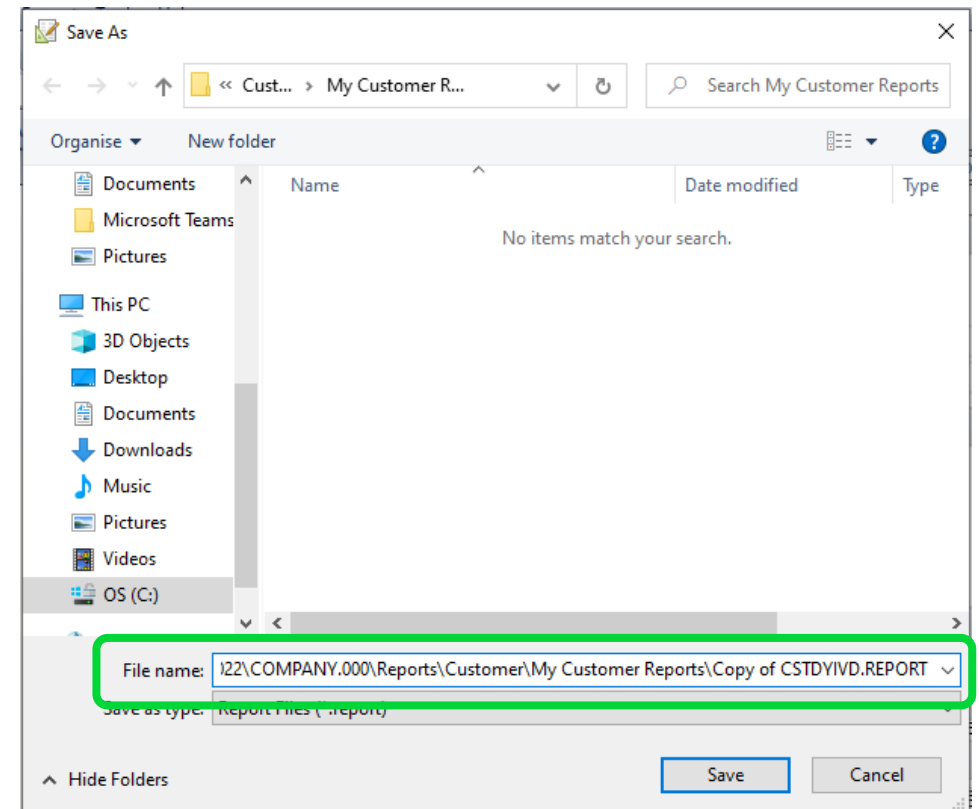 Save As
« Cust... › My Customer R...
Search My Customer Reports
Organise
New folder
Name
Date modified
Type
No items match your search.
Documents
Microsoft Teams
Pictures
This PC
3D Objects
Desktop
Documents
Downloads
Music
Pictures
Videos
OS (C:)
File name: 22\COMPANY.000\Reports\Customer\My Customer Reports\Copy of CSTDYIVD.REPORT
Save as type: Report Files (*.report)
Hide Folders
Save
Cancel